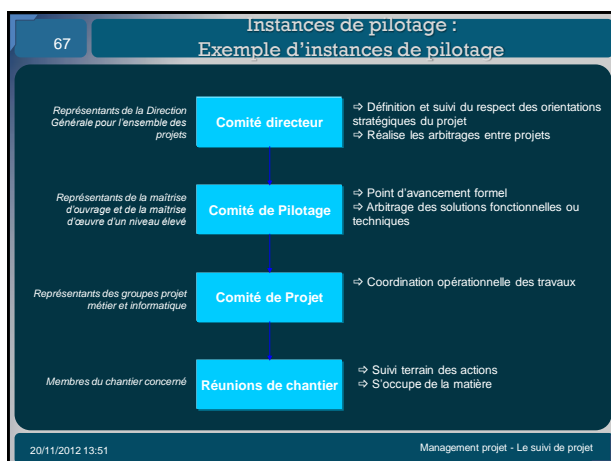 67
Instances de pilotage :
Exemple d'instances de pilotage
Représentants de la Direction
Générale pour l'ensemble des
projets
Comité directeur
⇨ Définition et suivi du respect des orientations
stratégiques du projet
⇨ Réalise les arbitrages entre projets
Représentants de la maîtrise
d'ouvrage et de la maîtrise
d'œuvre d'un niveau élevé
Comité de Pilotage
⇨ Point d'avancement formel
⇨ Arbitrage des solutions fonctionnelles ou
techniques
Représentants des groupes projet
métier et informatique
Comité de Projet
⇨ Coordination opérationnelle des travaux
Membres du chantier concerné
Réunions de chantier
⇨ Suivi terrain des actions
⇨ S'occupe de la matière
20/11/2012 13:51
Management projet - Le suivi de projet